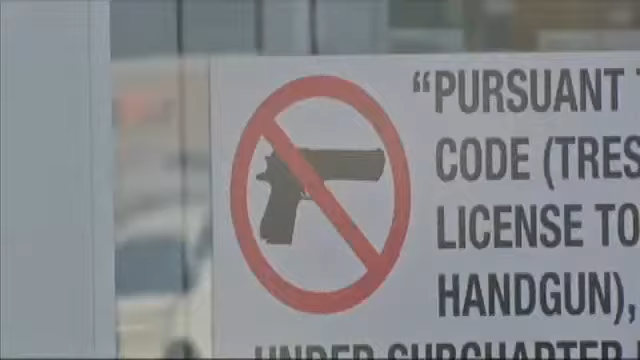 “PURSUANT
CODE (TRES
LICENSE TO
HANDGUN),
UNDER SUBCHAPTER